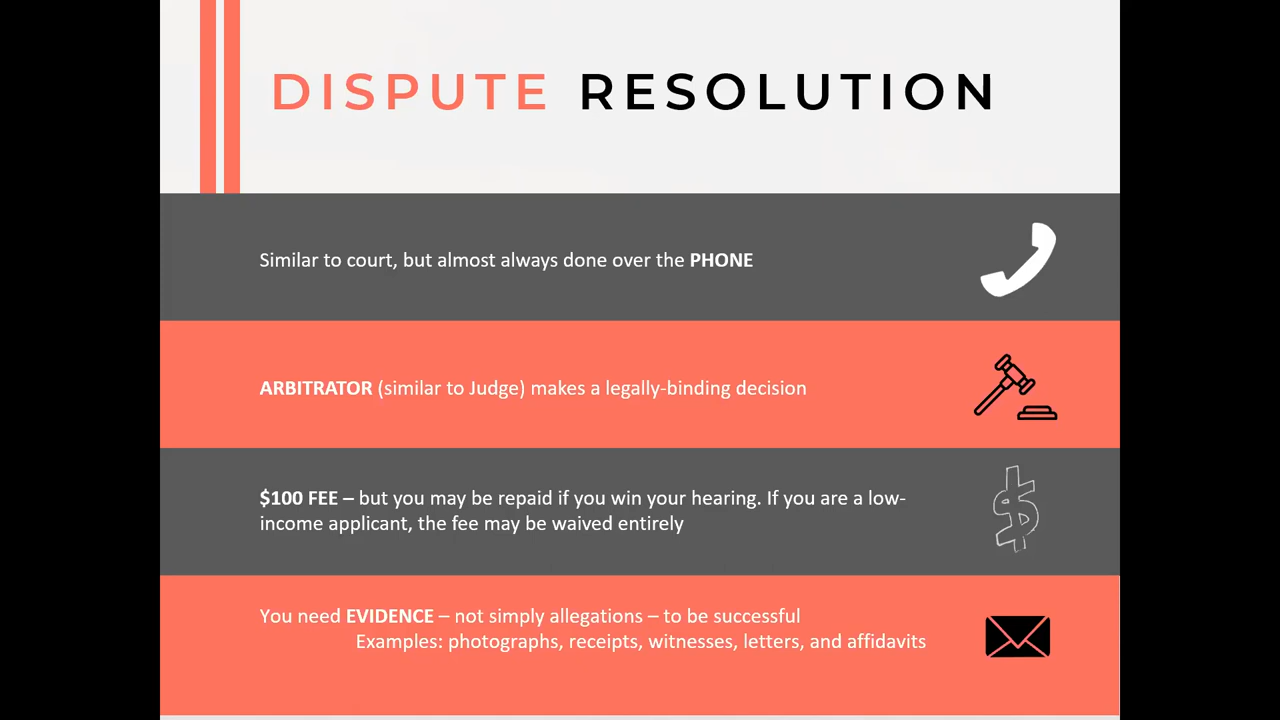 DISPUTE RESOLUTION
Similar to court, but almost always done over the PHONE
ARBITRATOR (similar to Judge) makes a legally-binding decision
$100 FEE – but you may be repaid if you win your hearing. If you are a low-
income applicant, the fee may be waived entirely
You need EVIDENCE – not simply allegations – to be successful
Examples: photographs, receipts, witnesses, letters, and affidavits